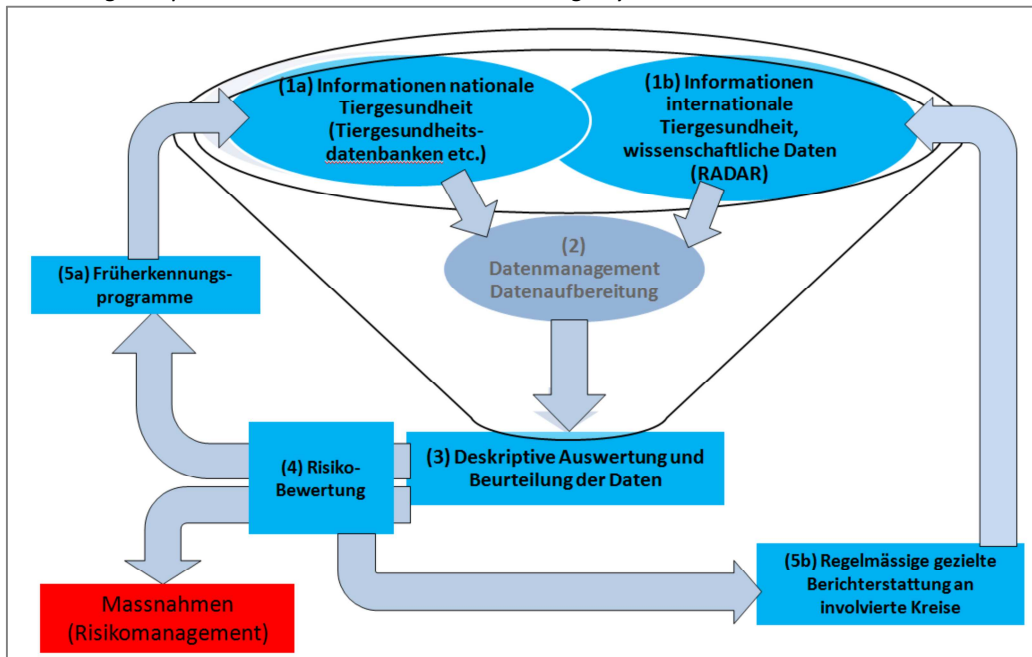 (1a) Informationen nationale
Tiergesundheit
(Tiergesundheits-
datenbanken etc.)
(1b) Informationen
internationale
Tiergesundheit,
wissenschaftliche Daten
(RADAR)
(2)
Datenmanagement
Datenaufbereitung
(5a) Früherkennungs-
programme
(4) Risiko-
Bewertung
(3) Deskriptive Auswertung und
Beurteilung der Daten
(5b) Regelmässige gezielte
Berichterstattung an
involvierte Kreise
Massnahmen
(Risikomanagement)